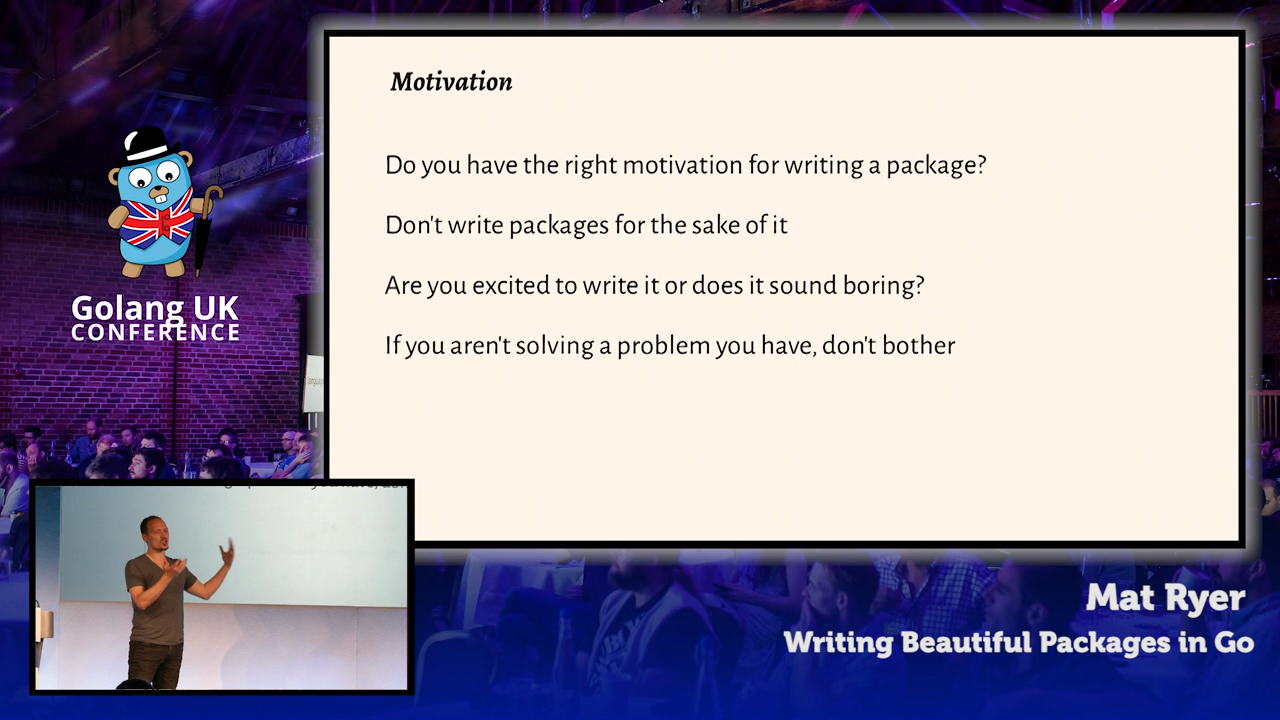 Motivation
Do you have the right motivation for writing a package?
Don't write packages for the sake of it
Are you excited to write it or does it sound boring?
If you aren't solving a problem you have, don't bother
Golang UK
CONFERENCE
Mat Ryer
Writing Beautiful Packages in Go